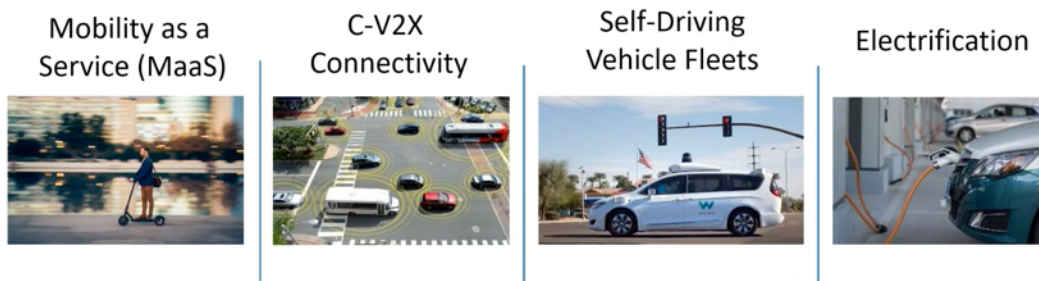 Mobility as a
Service (MaaS)
C-V2X
Connectivity
Self-Driving
Vehicle Fleets
Electrification